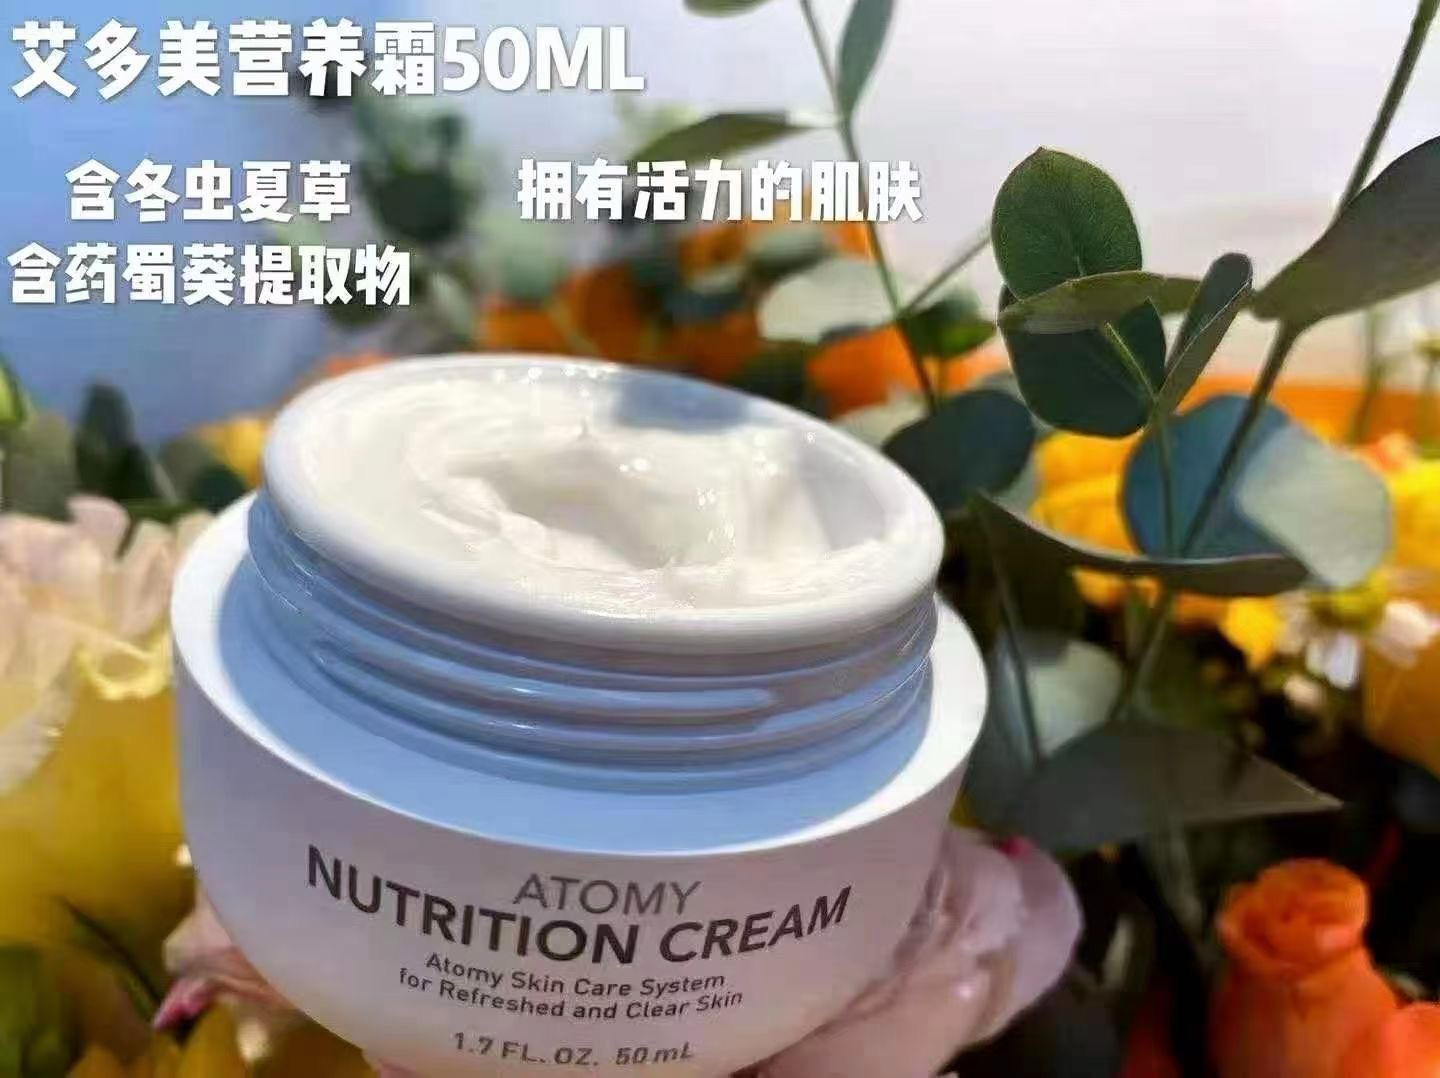 艾多美营养霜50ML
含冬虫夏草 拥有活力的肌肤
含药蜀葵提取物
ATOMY
NUTRITION CREAM
Atomy Skin Care System
for Refreshed and Clear Skin
1.7 FL. OZ. 50 mL